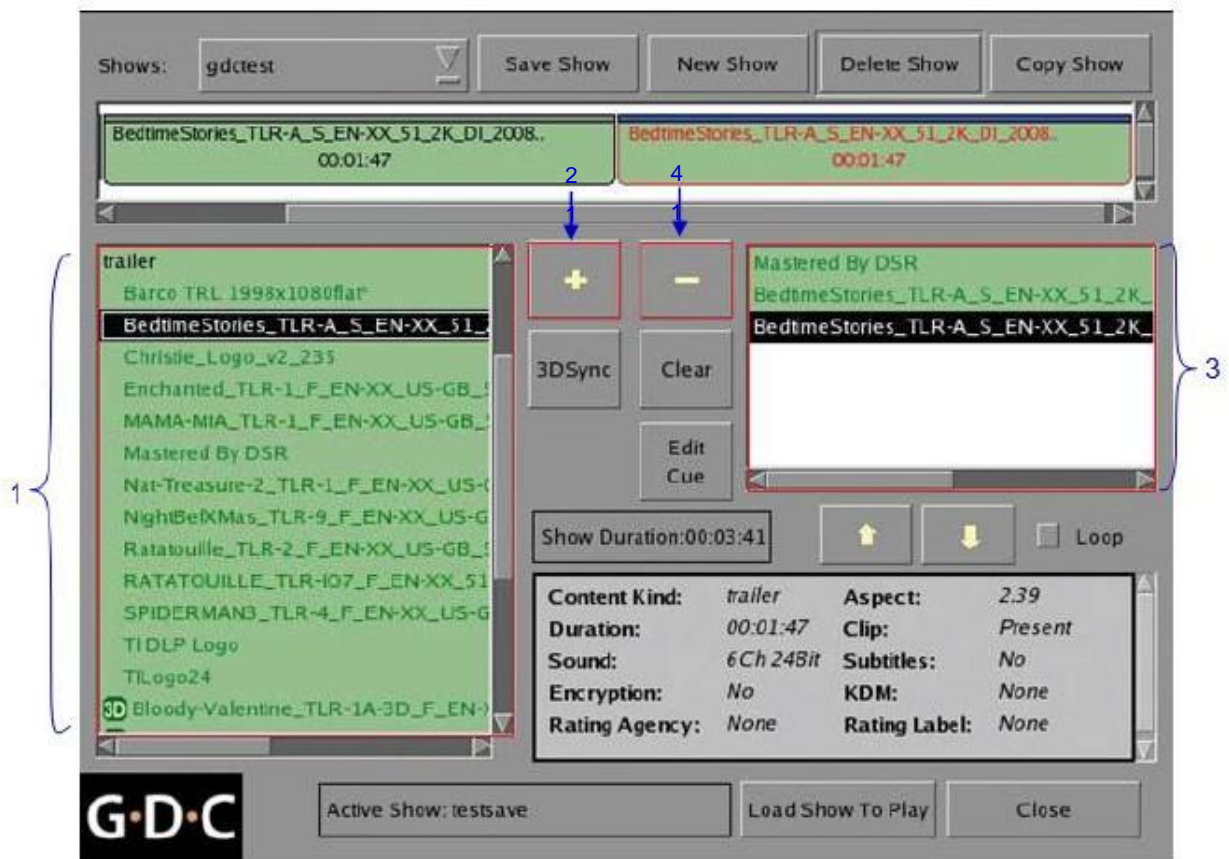 Shows: gdctest Save Show New Show Delete Show Copy Show
BedtimeStories_TLR-A_S_EN-XX_51_2K_DI_2008.. BedtimeStories_TLR-A_S_EN-XX_51_2K_DI_2008..
00:01:47 00:01:47
2 4
1 1
trailer
Barco TRL 1998x1080flat
BedtimeStories_TLR-A_S_EN-XX_51_2
Christie_Logo_v2_235
Enchanted_TLR-1_F_EN-XX_US-GB_5
MAMA-MIA_TLR-1_F_EN-XX_US-GB_5
Mastered By DSR
Nat-Treasure-2_TLR-1_F_EN-XX_US-G
NightBefXMas_TLR-9_F_EN-XX_US-G
Ratatouille_TLR-2_F_EN-XX_US-GB_5
RATATOUILLE_TLR-I07_F_EN-XX_51
SPIDERMAN3_TLR-4_F_EN-XX_US-G
TI DLP Logo
TILogo24
3D Bloody-Valentine_TLR-1A-3D_F_EN-X
1
+ −
3DSync Clear
Edit
Cue
Mastered By DSR
BedtimeStories_TLR-A_S_EN-XX_51_2K_
BedtimeStories_TLR-A_S_EN-XX_51_2K_
3
Show Duration:00:03:41
Loop
Content Kind: trailer Aspect: 2.39
Duration: 00:01:47 Clip: Present
Sound: 6Ch 24Bit Subtitles: No
Encryption: No KDM: None
Rating Agency: None Rating Label: None
G·D·C
Active Show: testsave
Load Show To Play Close